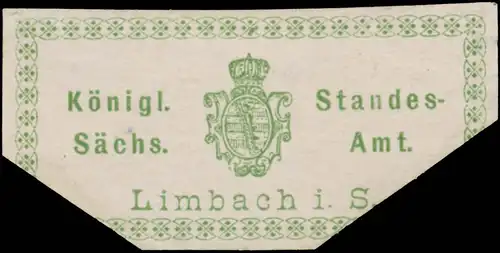 Königl. Standes-
Sächs. Amt.
Limbach i. S.